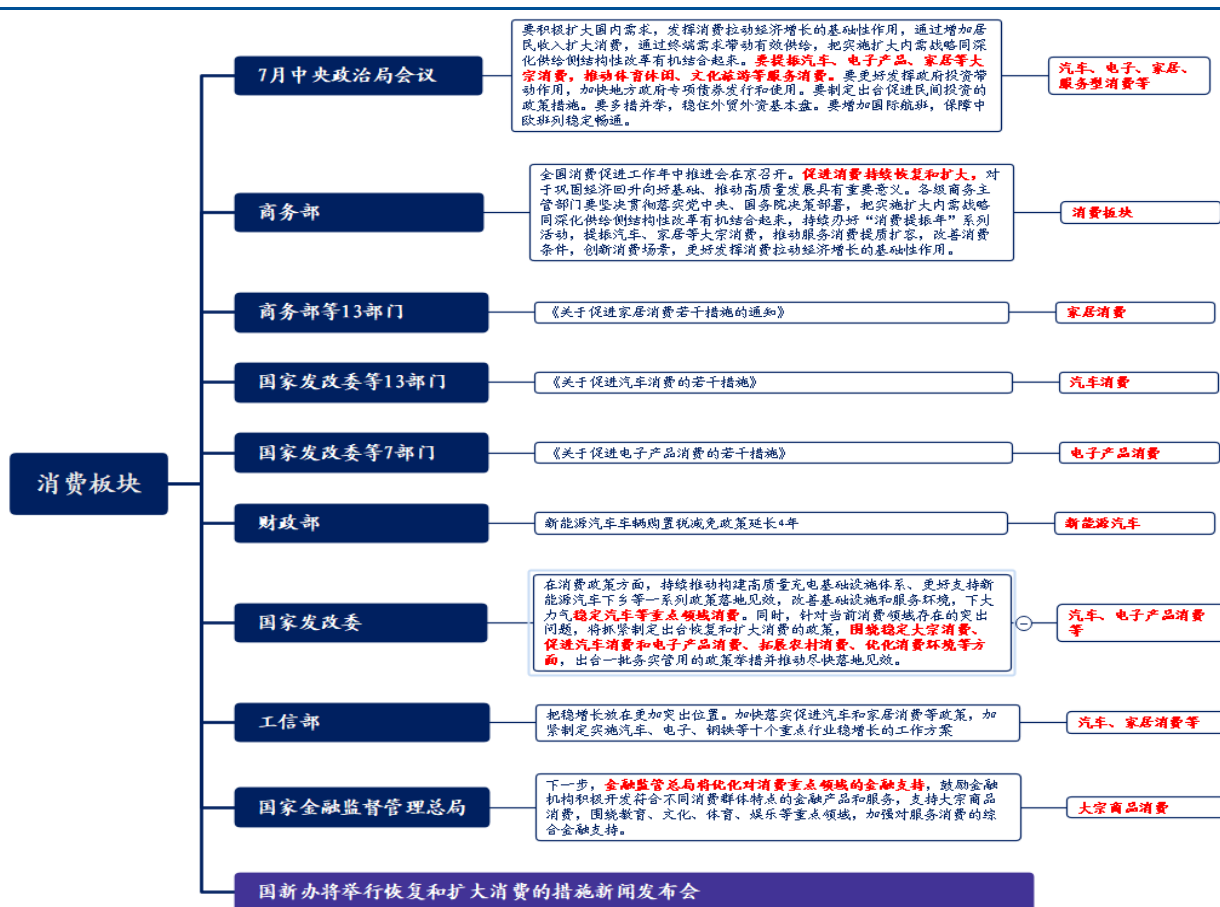 要积极扩大国内需求，发挥消费拉动经济增长的基础性作用，通过增加居
民收入扩大消费，通过终端需求带动有效供给，把实施扩大内需战略同深
化供给侧结构性改革有机结合起来。要提振汽车、电子产品、家居等大
宗消费，推动体育休闲、文化旅游等服务消费。要更好发挥政府投资带
动作用，加快地方政府专项债券发行和使用。要制定出台促进民间投资的
政策措施。要多措并举，稳住外贸外资基本盘。要增加国际航班，保障中
欧班列稳定畅通。
7月中央政治局会议
汽车、电子、家居、
服务型消费等
全国消费促进工作年中推进会在京召开。促进消费持续恢复和扩大，对
于巩固经济回升向好基础、推动高质量发展具有重要意义。各级商务主
管部门要坚决贯彻落实党中央、国务院决策部署，把实施扩大内需战略
同深化供给侧结构性改革有机结合起来，持续办好“消费提振年”系列
活动，提振汽车、家居等大宗消费，推动服务消费提质扩容，改善消费
条件，创新消费场景，更好发挥消费拉动经济增长的基础性作用。
商务部
消费板块
商务部等13部门
《关于促进家居消费若干措施的通知》
家居消费
国家发改委等13部门
《关于促进汽车消费的若干措施》
汽车消费
国家发改委等7部门
《关于促进电子产品消费的若干措施》
电子产品消费
消费板块
财政部
新能源汽车车辆购置税减免政策延长4年
新能源汽车
在消费政策方面，持续推动构建高质量充电基础设施体系、更好支持新
能源汽车下乡等一系列政策落地见效，改善基础设施和服务环境，下大
力气稳定汽车等重点领域消费。同时，针对当前消费领域存在的突出
问题，将抓紧制定出台恢复和扩大消费的政策，围绕稳定大宗消费、
促进汽车消费和电子产品消费、拓展农村消费、优化消费环境等方
面，出台一批务实管用的政策举措并推动尽快落地见效。
国家发改委
汽车、电子产品消费
等
工信部
把稳增长放在更加突出位置。加快落实促进汽车和家居消费等政策，加
紧制定实施汽车、电子、钢铁等十个重点行业稳增长的工作方案
汽车、家居消费等
下一步，金融监管总局将优化对消费重点领域的金融支持，鼓励金融
机构积极开发符合不同消费群体特点的金融产品和服务，支持大宗商品
消费，围绕教育、文化、体育、娱乐等重点领域，加强对服务消费的综
合金融支持。
国家金融监督管理总局
大宗商品消费
国新办将举行恢复和扩大消费的措施新闻发布会